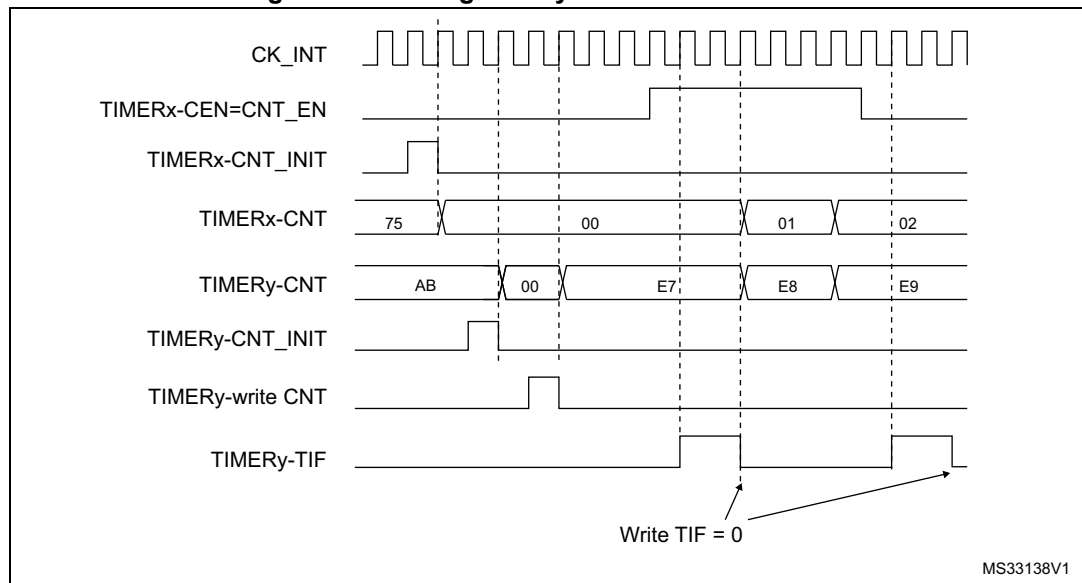 CK_INT
TIMERx-CEN=CNT_EN
TIMERx-CNT_INIT
TIMERx-CNT 75 00 01 02
TIMERy-CNT AB 00 E7 E8 E9
TIMERy-CNT_INIT
TIMERy-write CNT
TIMERy-TIF
Write TIF = 0
MS33138V1